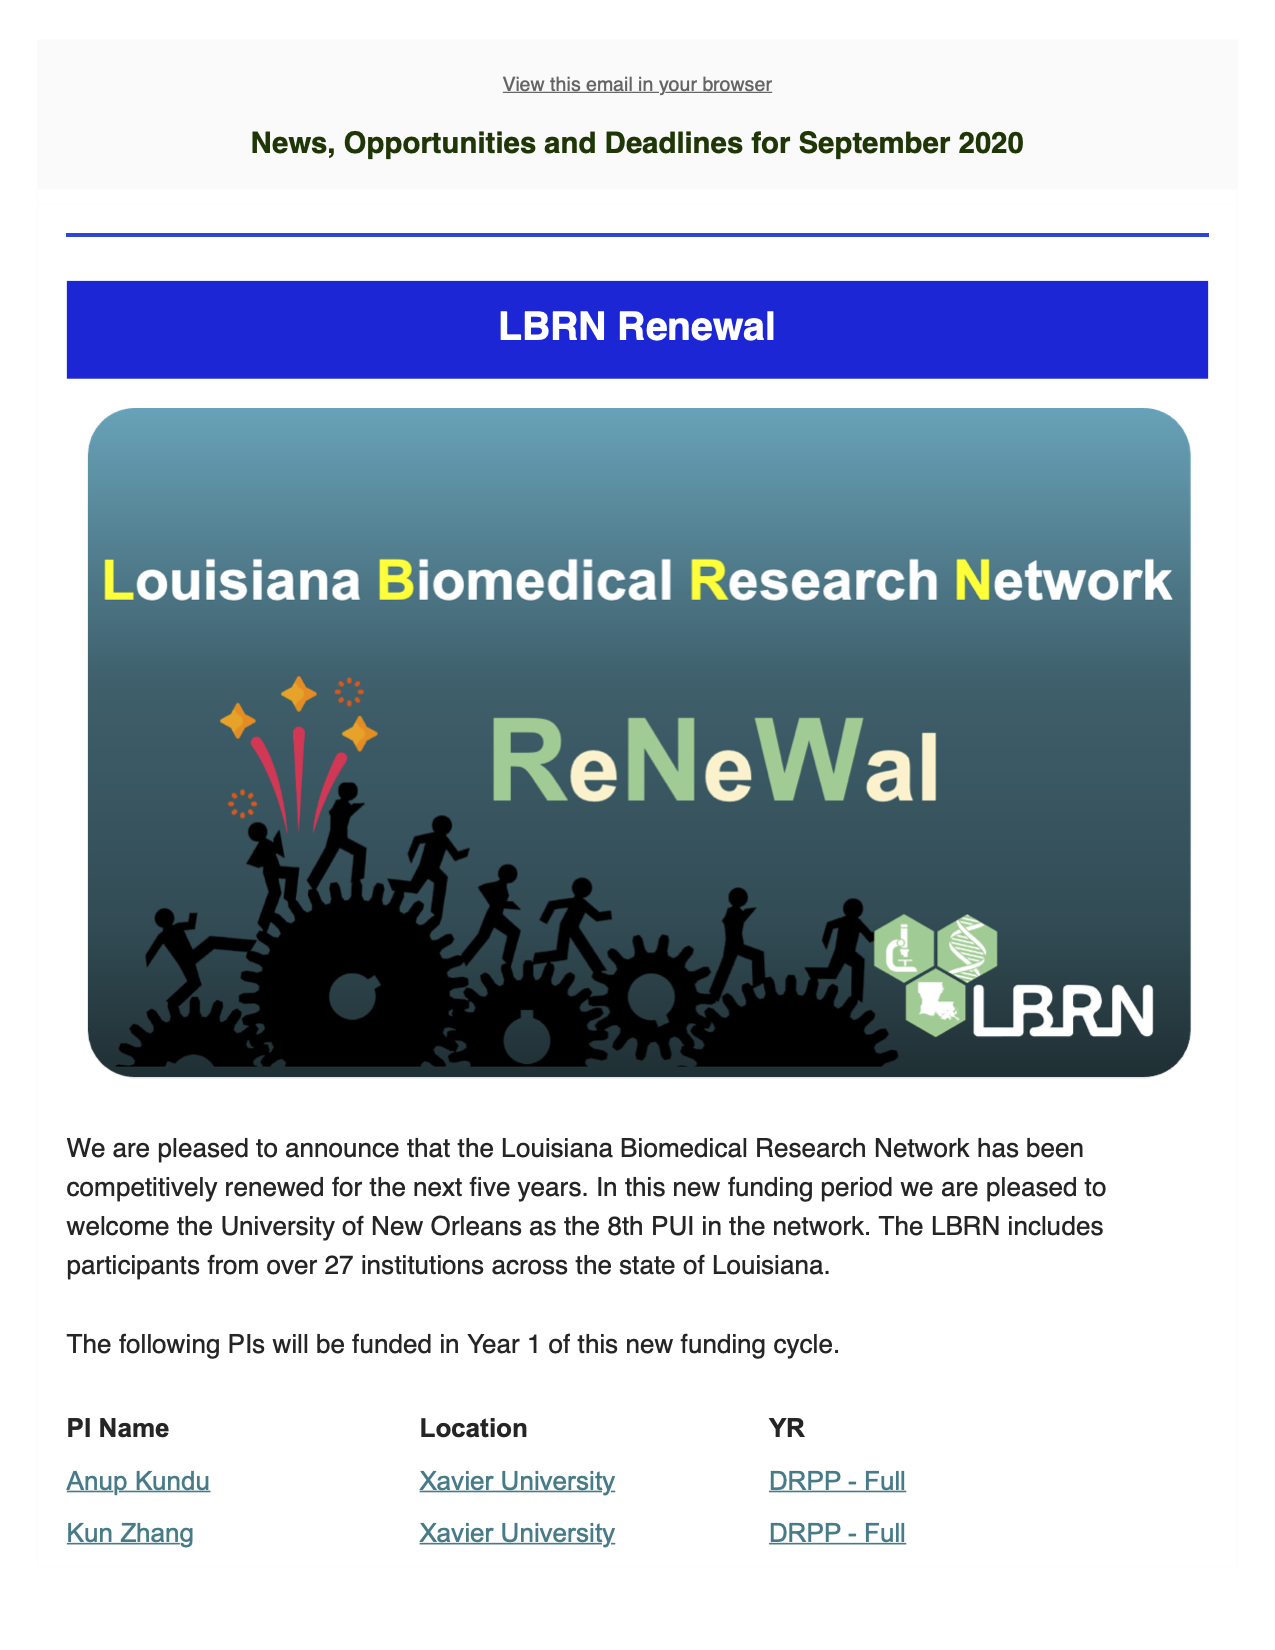 View this email in your browser
News, Opportunities and Deadlines for September 2020
LBRN Renewal
Louisiana Biomedical Research Network
ReNeWal
LBRN
We are pleased to announce that the Louisiana Biomedical Research Network has been
competitively renewed for the next five years. In this new funding period we are pleased to
welcome the University of New Orleans as the 8th PUI in the network. The LBRN includes
participants from over 27 institutions across the state of Louisiana.
The following PIs will be funded in Year 1 of this new funding cycle.
PI Name Location YR
Anup Kundu Xavier University DRPP - Full
Kun Zhang Xavier University DRPP - Full